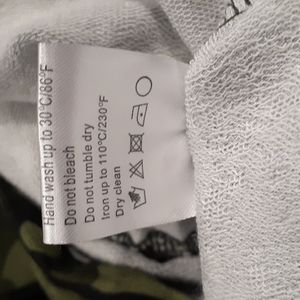 Hand wash up to 30°C/86°F
Do not bleach
Do not tumble dry
Iron up to 110°C/230°F
Dry clean